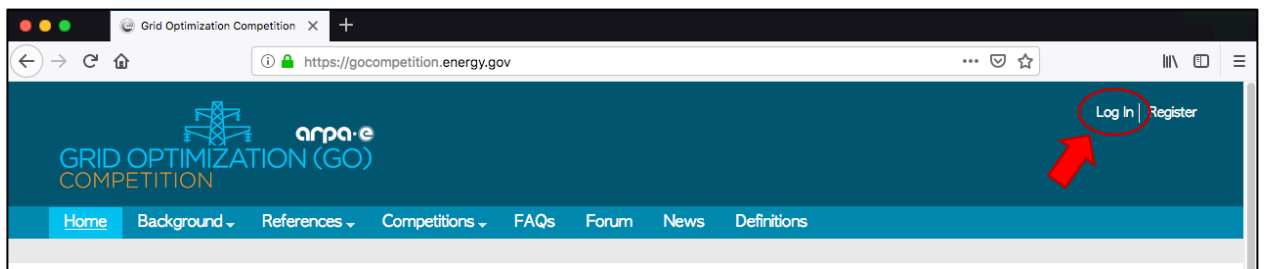 Grid Optimization Competition
https://gocompetition.energy.gov
Log In | Register
arpa·e
GRID OPTIMIZATION (GO)
COMPETITION
Home Background References Competitions FAQs Forum News Definitions